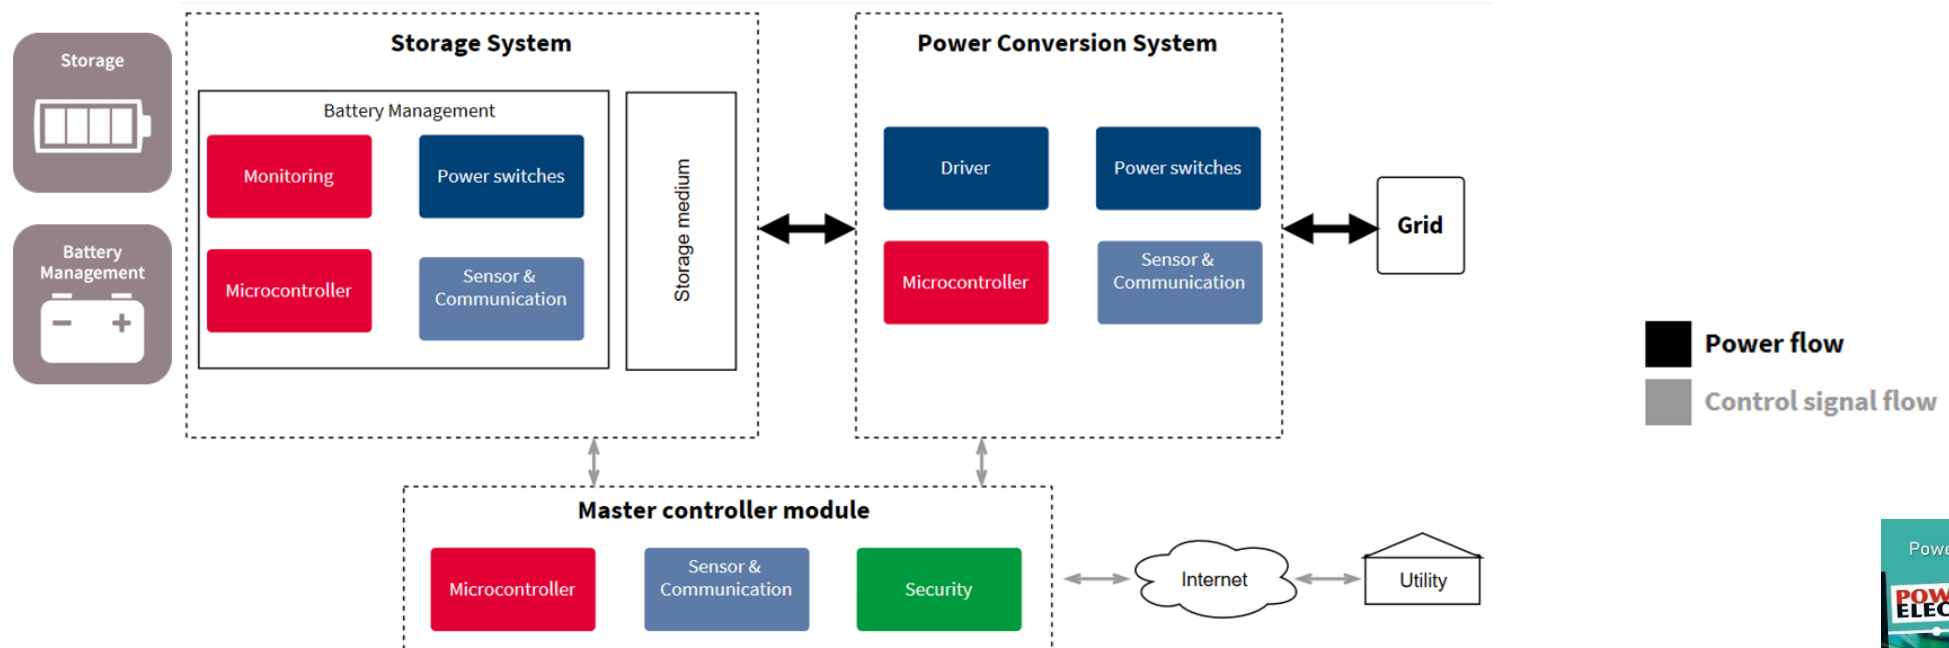 Storage
Battery
Management
Storage System
Battery Management
Monitoring
Power switches
Microcontroller
Sensor &
Communication
Storage medium
Power Conversion System
Driver
Power switches
Microcontroller
Sensor &
Communication
Grid
Power flow
Control signal flow
Master controller module
Microcontroller
Sensor &
Communication
Security
Internet
Utility